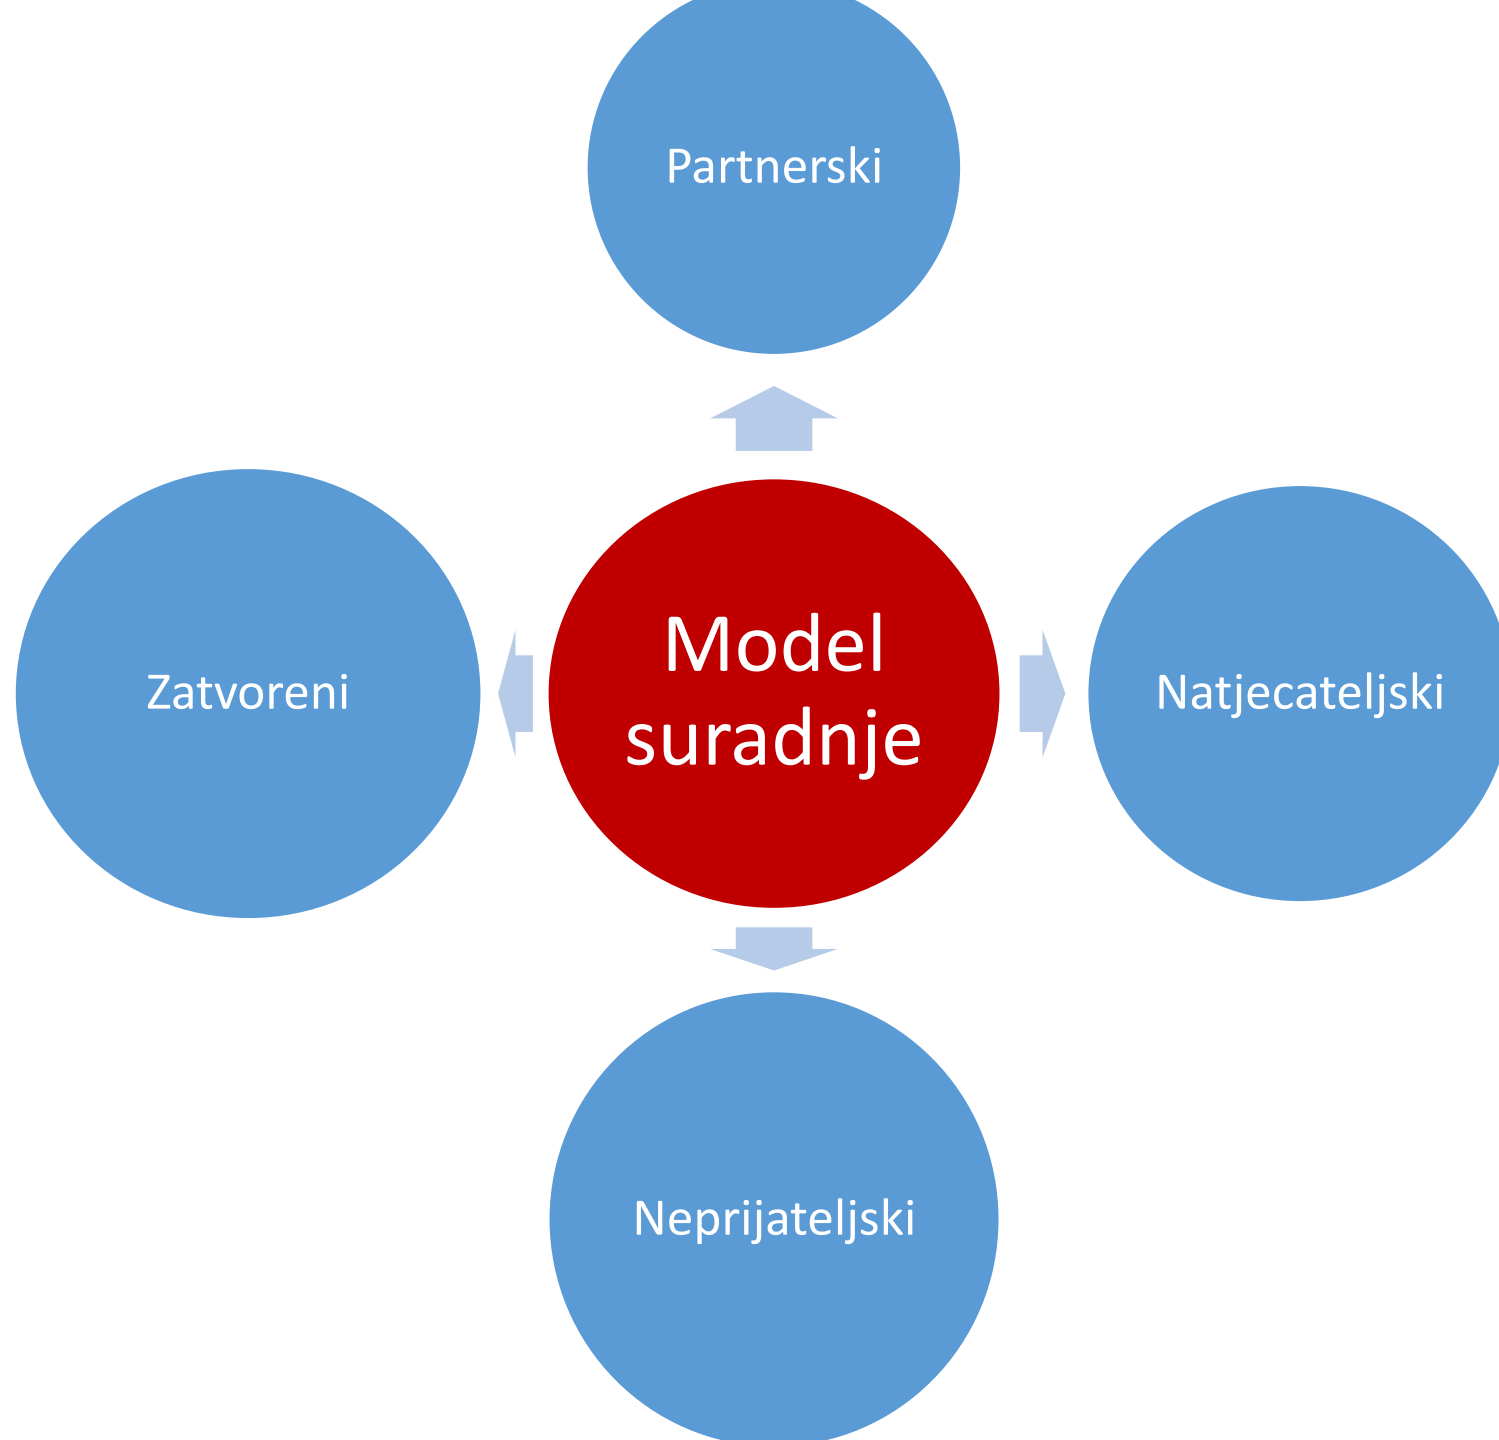 Partnerski
Zatvoreni
Model
suradnje
Natjecateljski
Neprijateljski